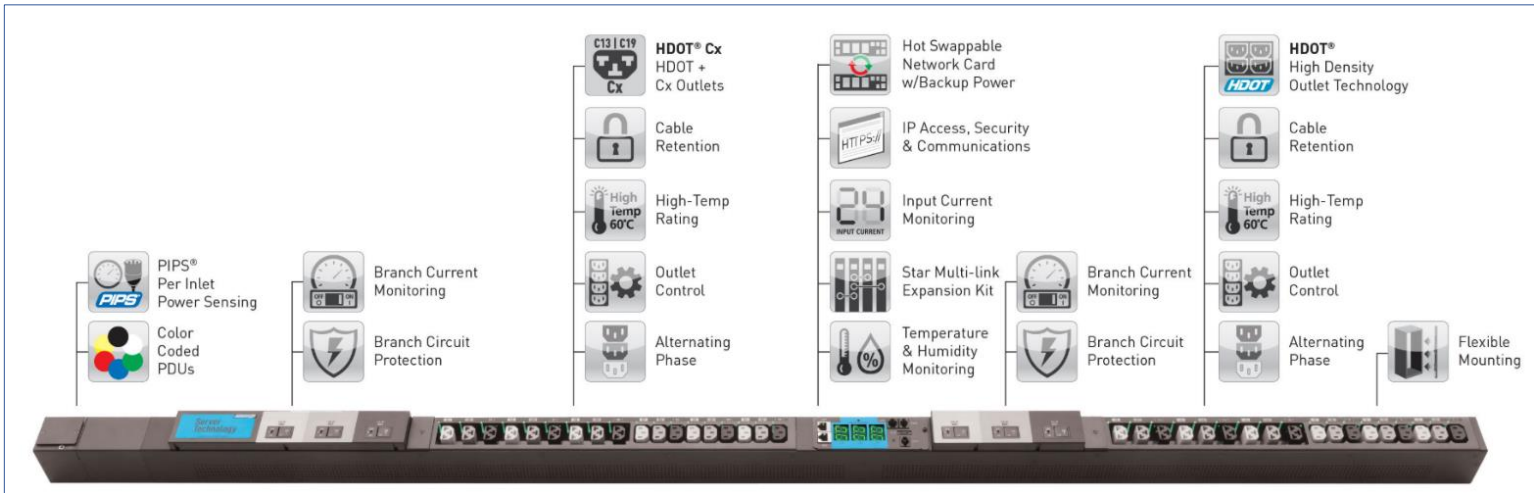 PIPS®
Per Inlet
Power Sensing
PIPS
Color
Coded
PDUs
Branch Current
Monitoring
OFF ON
Branch Circuit
Protection
C13 | C19
Cx
HDOT® Cx
HDOT +
Cx Outlets
Cable
Retention
High
Temp
60°C
High-Temp
Rating
Outlet
Control
Alternating
Phase
Hot Swappable
Network Card
w/Backup Power
HTTPS://
IP Access, Security
& Communications
24
INPUT CURRENT
Input Current
Monitoring
Star Multi-link
Expansion Kit
%
Temperature
& Humidity
Monitoring
OFF ON
Branch Current
Monitoring
Branch Circuit
Protection
HDOT
HDOT®
High Density
Outlet Technology
Cable
Retention
High
Temp
60°C
High-Temp
Rating
Outlet
Control
Alternating
Phase
Flexible
Mounting
Server
Technology